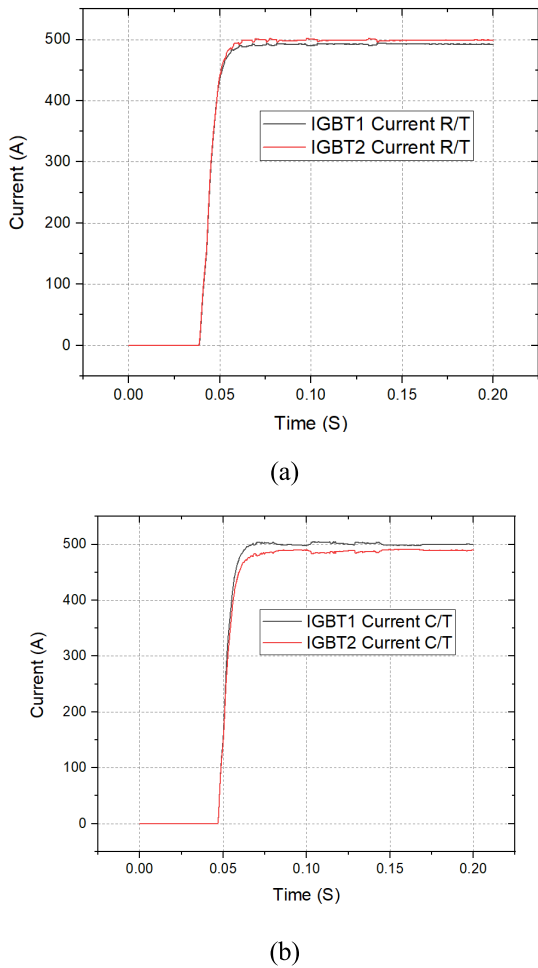 500
400
300
200
100
0
Current (A)
IGBT1 Current R/T
IGBT2 Current R/T
0.00 0.05 0.10 0.15 0.20
Time (S)
(a)
500
400
300
200
100
0
Current (A)
IGBT1 Current C/T
IGBT2 Current C/T
0.00 0.05 0.10 0.15 0.20
Time (S)
(b)